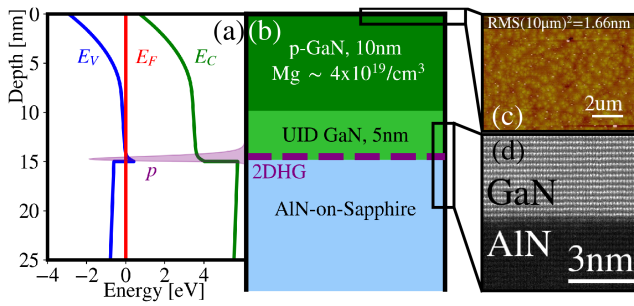 Depth [nm]
0
5
10
15
20
25
E_V
E_F
E_C
p
(a)
−4
−2
0
2
4
Energy [eV]
(b)
p-GaN, 10nm
Mg ~ 4x10^19/cm^3
UID GaN, 5nm
2DHG
AlN-on-Sapphire
RMS(10μm)^2=1.66nm
2um
(c)
(d)
GaN
AlN
3nm